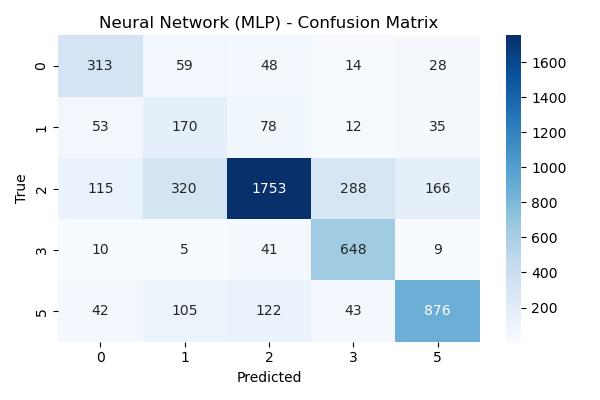 Neural Network (MLP) - Confusion Matrix
True
0 313 59 48 14 28
1 53 170 78 12 35
2 115 320 1753 288 166
3 10 5 41 648 9
5 42 105 122 43 876
0 1 2 3 5
Predicted
1600
1400
1200
1000
800
600
400
200